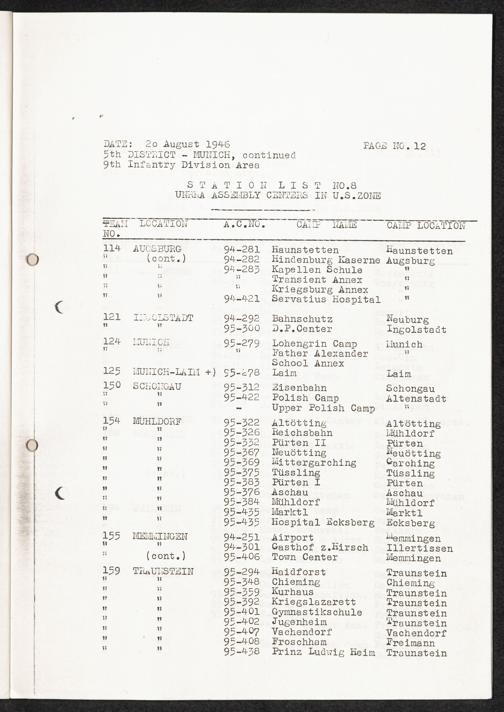 DATE: 2o August 1946 PAGE NO. 12
5th DISTRICT - MUNICH, continued
9th Infantry Division Area
S T A T I O N L I S T NO.8
UNRRA ASSEMBLY CENTERS IN U.S.ZONE
TEAM NO. LOCATION A.C.NO. CAMP NAME CAMP LOCATION
114 AUGSBURG 94-281 Haunstetten Haunstetten
" (cont.) 94-282 Hindenburg Kaserne Augsburg
" " 94-283 Kapellen Schule "
" " " Transient Annex "
" " Kriegsburg Annex "
" " 94-421 Servatius Hospital "
121 INGOLSTADT 94-292 Bahnschutz Neuburg
" " 95-300 D.P.Center Ingolstadt
124 MUNICH 95-279 Lohengrin Camp Munich
" " " Father Alexander "
School Annex
125 MUNICH-LAIM +) 95-278 Laim Laim
150 SCHONGAU 95-312 Eisenbahn Schongau
" " 95-422 Polish Camp Altenstadt
" " - Upper Polish Camp "
154 MUHLDORF 95-322 Altötting Altötting
" " 95-326 Reichsbahn Mühldorf
" " 95-332 Pürten II Pürten
" " 95-367 Neuötting Neuötting
" " 95-369 Mittergarching Garching
" " 95-375 Tüssling Tüssling
" " 95-383 Pürten I Pürten
" " 95-376 Aschau Aschau
" " 95-384 Mühldorf Mühldorf
" " 95-435 Marktl Marktl
" " 95-435 Hospital Ecksberg Ecksberg
155 MEMMINGEN 94-251 Airport Memmingen
" " 94-301 Gasthof z.Hirsch Illertissen
" (cont.) 95-406 Town Center Memmingen
159 TRAUNSTEIN 95-294 Haidforst Traunstein
" " 95-348 Chieming Chieming
" " 95-359 Kurhaus Traunstein
" " 95-392 Kriegslazarett Traunstein
" " 95-401 Gymnastikschule Traunstein
" " 95-402 Jugenheim Traunstein
" " 95-407 Vachendorf Vachendorf
" " 95-408 Froschham Freimann
" " 95-438 Prinz Ludwig Heim Traunstein